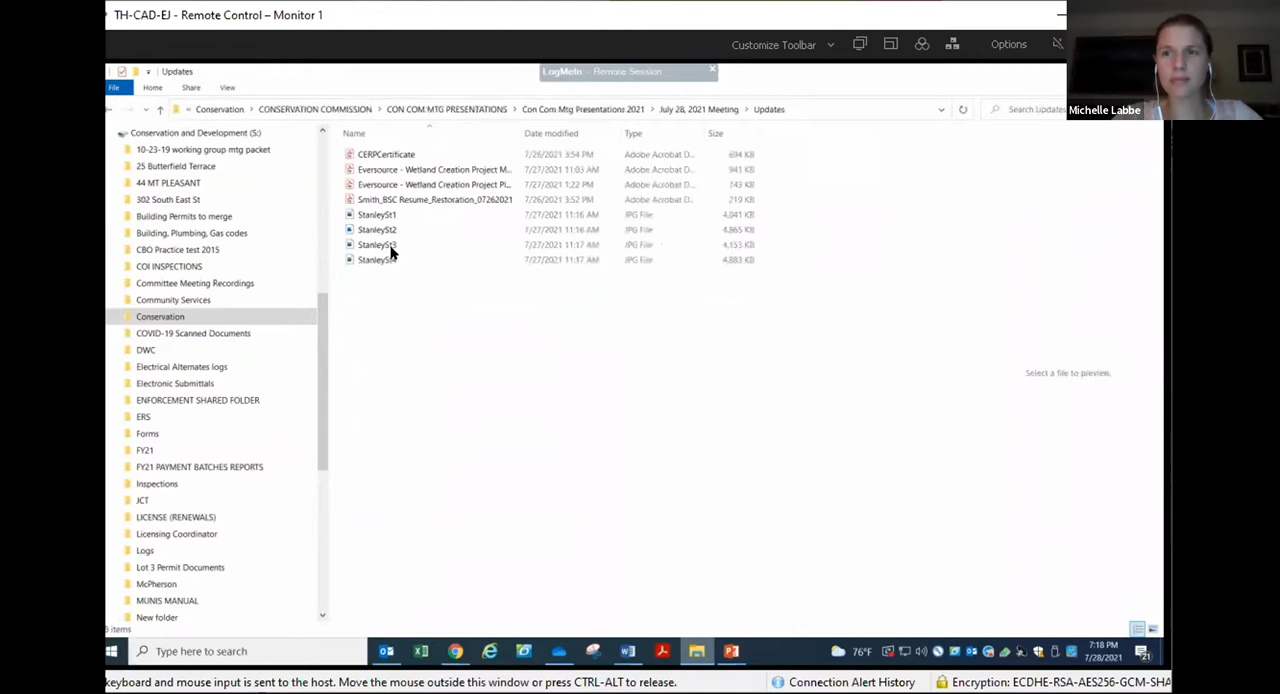 TH-CAD-EJ - Remote Control – Monitor 1
Customize Toolbar
Options
Michelle Labbe
Updates
LogMeIn - Remote Session
File Home Share View
« Conservation > CONSERVATION COMMISSION > CON COM MTG PRESENTATIONS > Con Com Mtg Presentations 2021 > July 28, 2021 Meeting > Updates
Search Updates
Name Date modified Type Size
Conservation and Development (S:)
10-23-19 working group mtg packet
25 Butterfield Terrace
44 MT PLEASANT
302 South East St
Building Permits to merge
Building, Plumbing, Gas codes
CBO Practice test 2015
COI INSPECTIONS
Committee Meeting Recordings
Community Services
Conservation
COVID-19 Scanned Documents
DWC
Electrical Alternates logs
Electronic Submittals
ENFORCEMENT SHARED FOLDER
ERS
Forms
FY21
FY21 PAYMENT BATCHES REPORTS
Inspections
JCT
LICENSE (RENEWALS)
Licensing Coordinator
Logs
Lot 3 Permit Documents
McPherson
MUNIS MANUAL
New folder
CERPCertificate 7/26/2021 3:54 PM Adobe Acrobat D... 694 KB
Eversource - Wetland Creation Project M... 7/27/2021 11:03 AM Adobe Acrobat D... 941 KB
Eversource - Wetland Creation Project Pl... 7/27/2021 1:22 PM Adobe Acrobat D... 743 KB
Smith_BSC Resume_Restoration_07262021 7/26/2021 3:52 PM Adobe Acrobat D... 219 KB
StanleySt1 7/27/2021 11:16 AM JPG File 4,041 KB
StanleySt2 7/27/2021 11:16 AM JPG File 4,865 KB
StanleySt3 7/27/2021 11:17 AM JPG File 4,153 KB
StanleySt4 7/27/2021 11:17 AM JPG File 4,883 KB
Select a file to preview.
items
Type here to search
76°F
7:18 PM
7/28/2021
21
keyboard and mouse input is sent to the host. Move the mouse outside this window or press CTRL-ALT to release.
Connection Alert History
Encryption: ECDHE-RSA-AES256-GCM-SHA